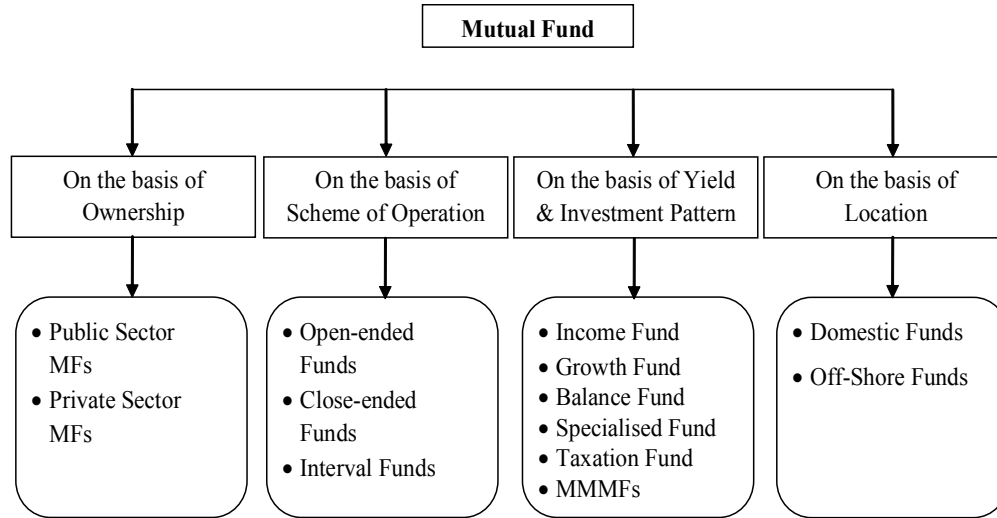 Mutual Fund
On the basis of
Ownership
On the basis of
Scheme of Operation
On the basis of Yield
& Investment Pattern
On the basis of
Location
• Public Sector
MFs
• Private Sector
MFs
• Open-ended
Funds
• Close-ended
Funds
• Interval Funds
• Income Fund
• Growth Fund
• Balance Fund
• Specialised Fund
• Taxation Fund
• MMMFs
• Domestic Funds
• Off-Shore Funds